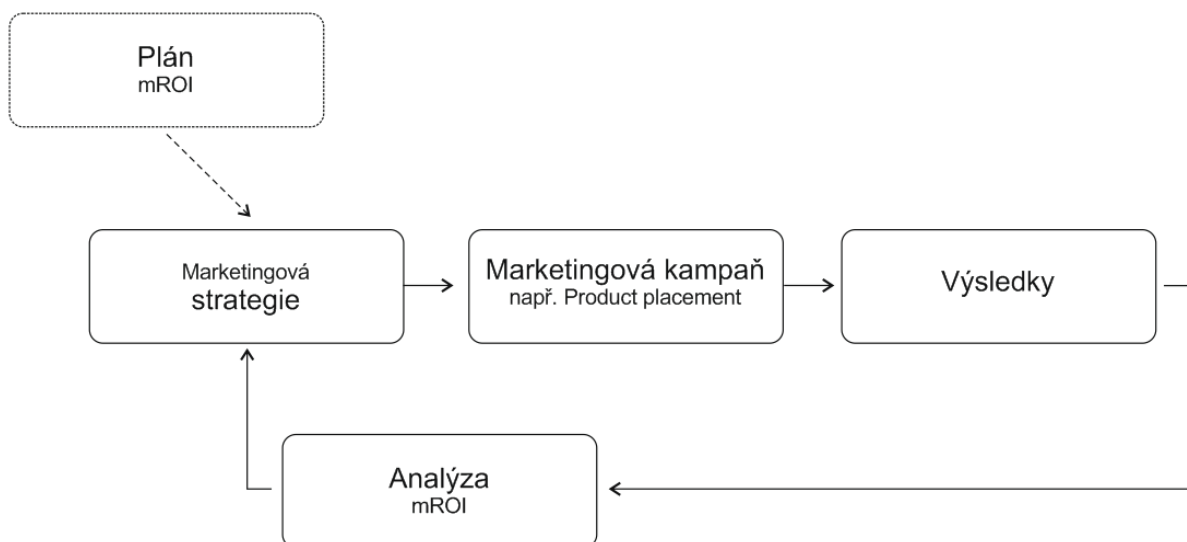 Plán
mROI
Marketingová
strategie
Marketingová kampaň
např. Product placement
Výsledky
Analýza
mROI